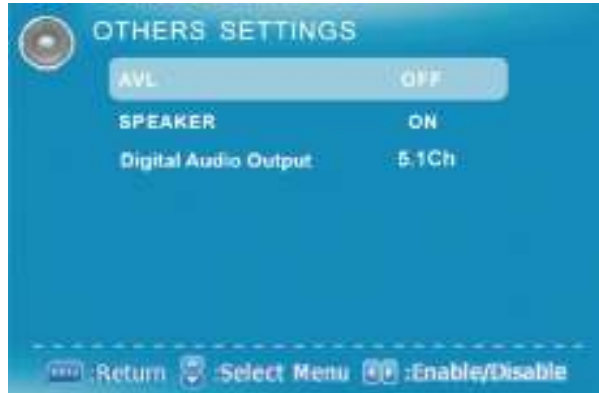 OTHERS SETTINGS
AVL OFF
SPEAKER ON
Digital Audio Output 5.1Ch
:Return :Select Menu :Enable/Disable